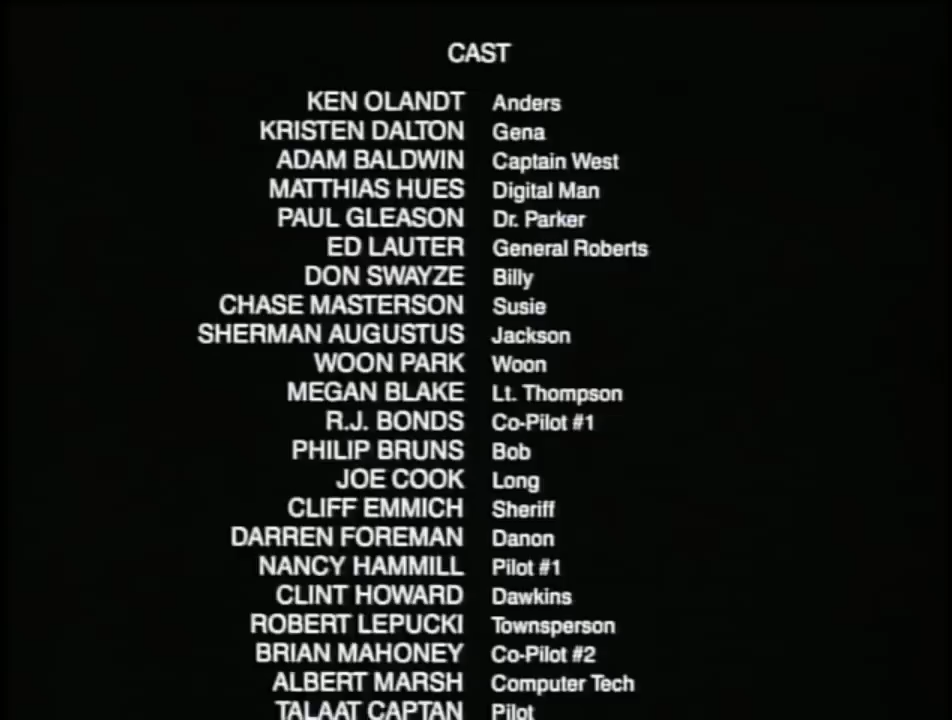 CAST
KEN OLANDT Anders
KRISTEN DALTON Gena
ADAM BALDWIN Captain West
MATTHIAS HUES Digital Man
PAUL GLEASON Dr. Parker
ED LAUTER General Roberts
DON SWAYZE Billy
CHASE MASTERSON Susie
SHERMAN AUGUSTUS Jackson
WOON PARK Woon
MEGAN BLAKE Lt. Thompson
R.J. BONDS Co-Pilot #1
PHILIP BRUNS Bob
JOE COOK Long
CLIFF EMMICH Sheriff
DARREN FOREMAN Danon
NANCY HAMMILL Pilot #1
CLINT HOWARD Dawkins
ROBERT LEPUCKI Townsperson
BRIAN MAHONEY Co-Pilot #2
ALBERT MARSH Computer Tech
TALAAT CAPTAN Pilot